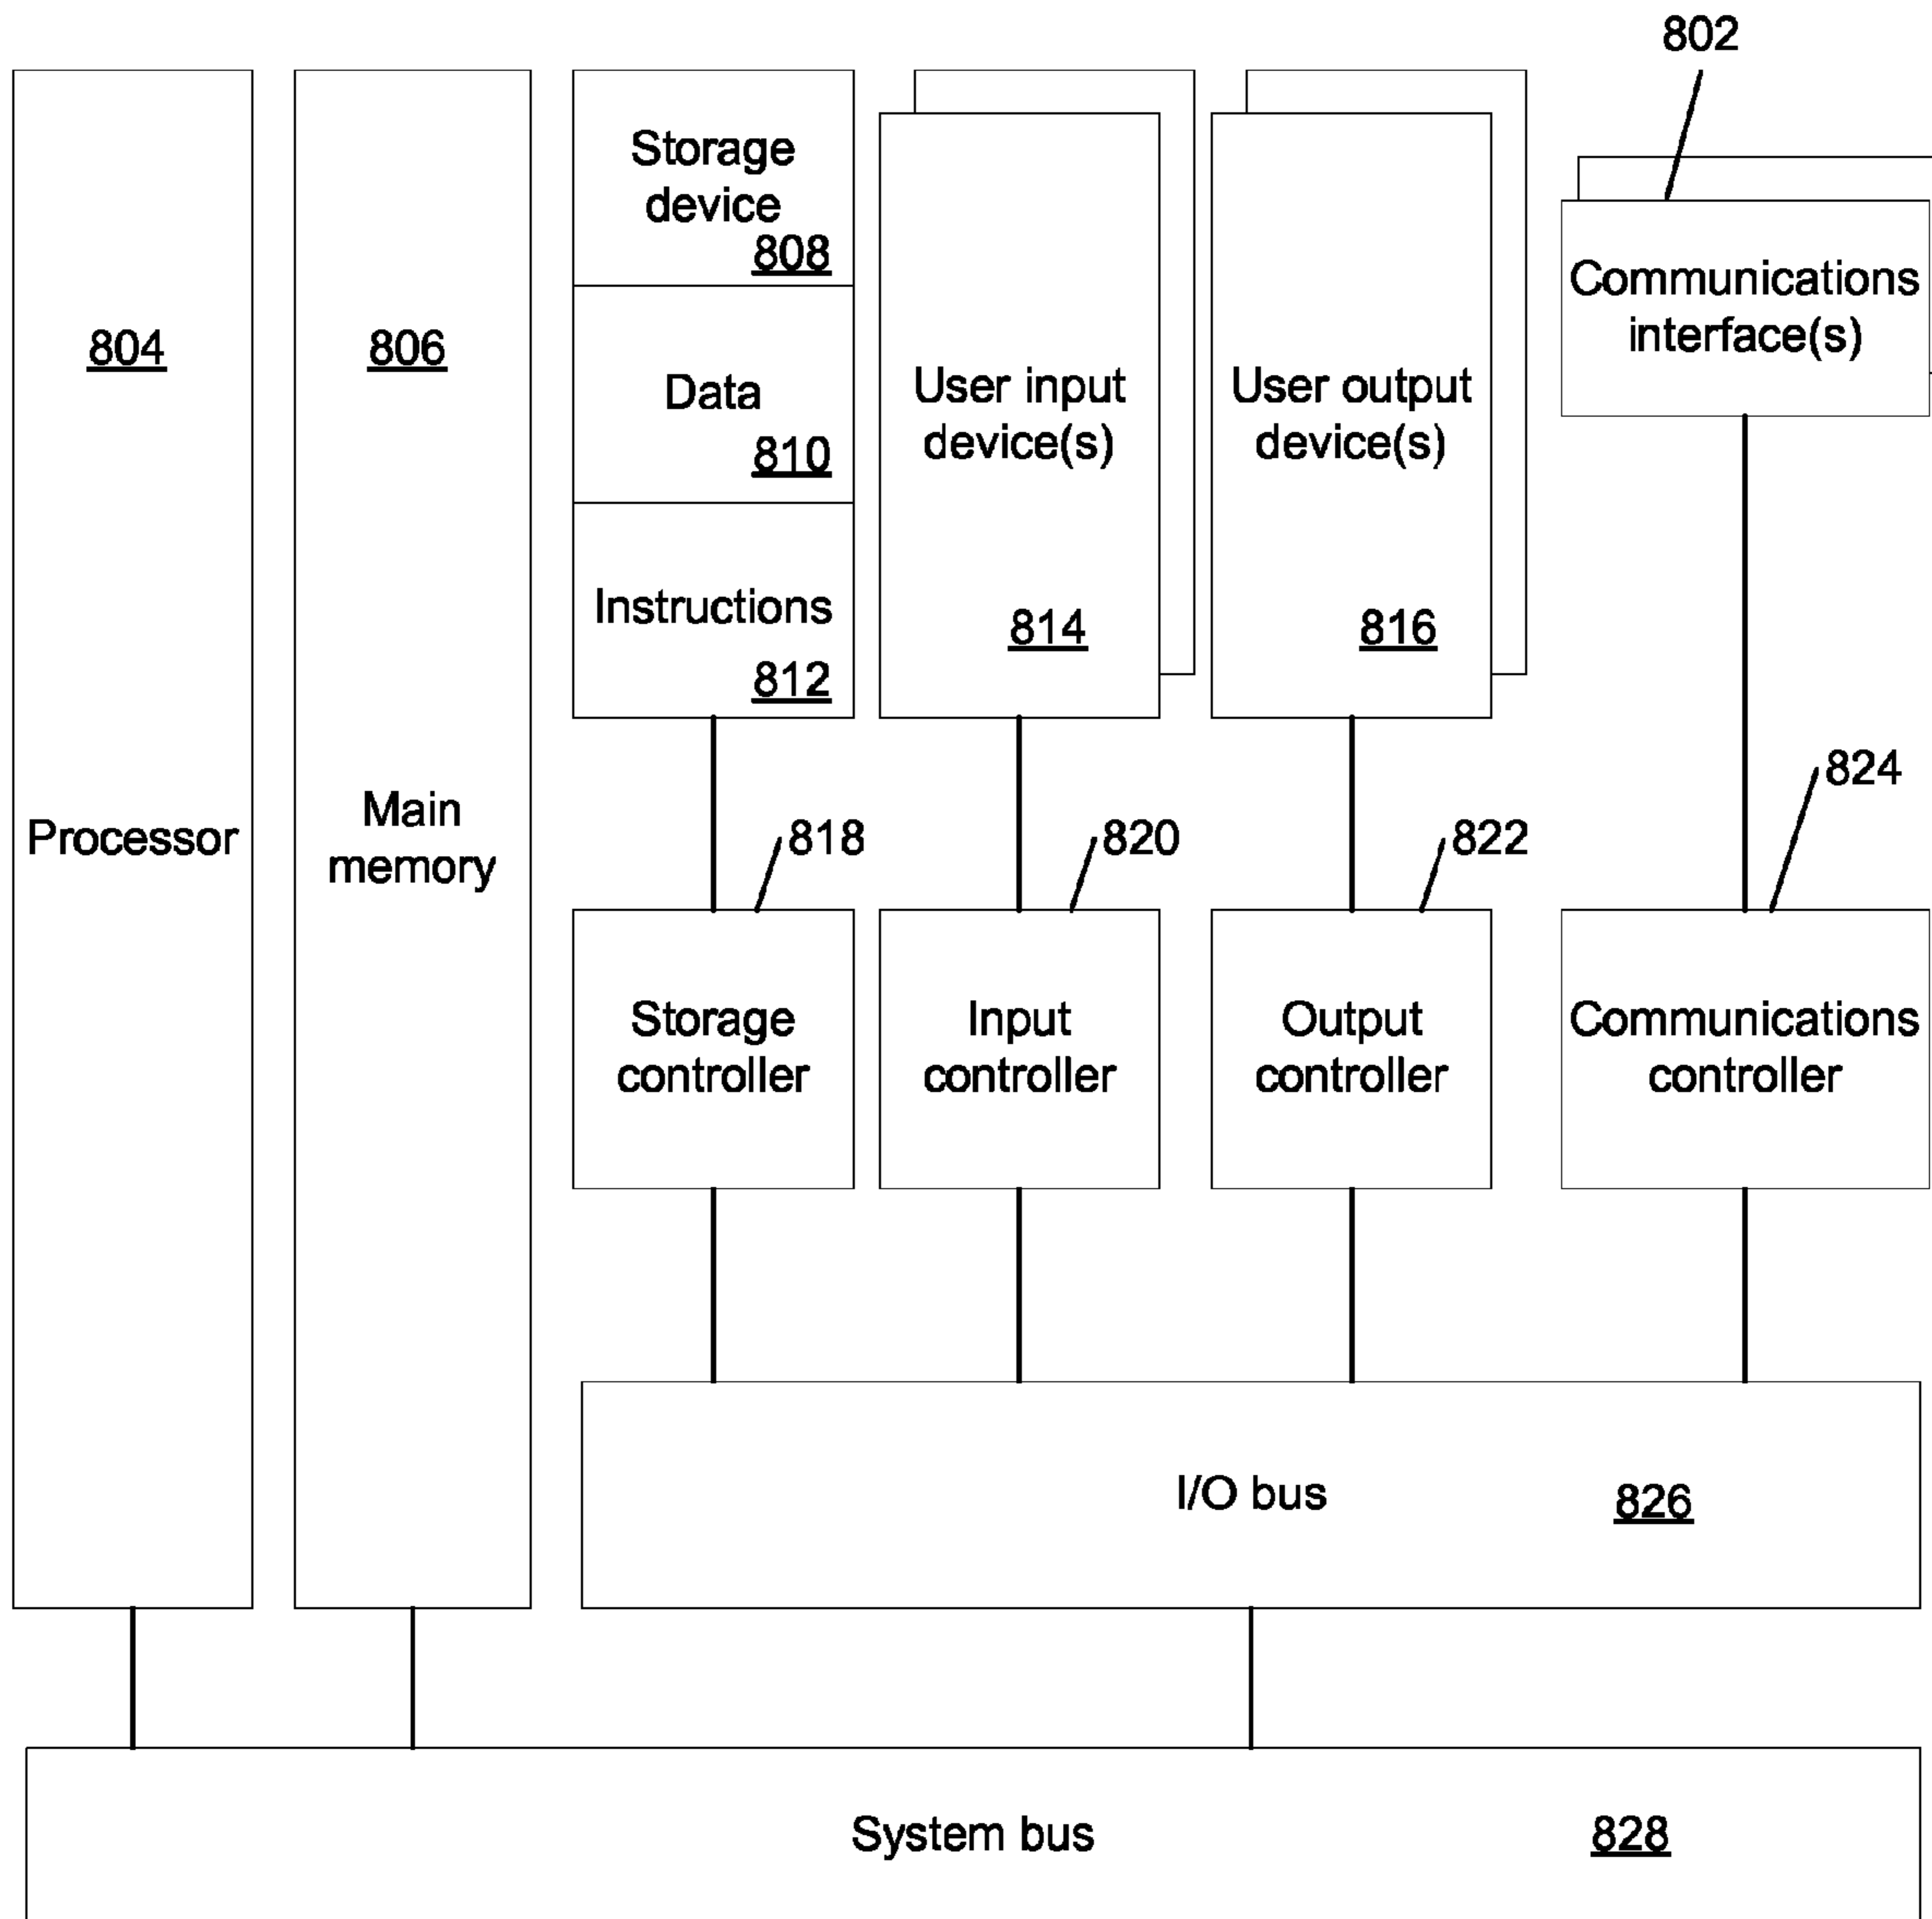 802
Storage
device
808
Communications
interface(s)
804
806
Data
810
User input
device(s)
User output
device(s)
Instructions
812
814
816
824
Processor
Main
memory
818
820
822
Storage
controller
Input
controller
Output
controller
Communications
controller
I/O bus
826
System bus
828